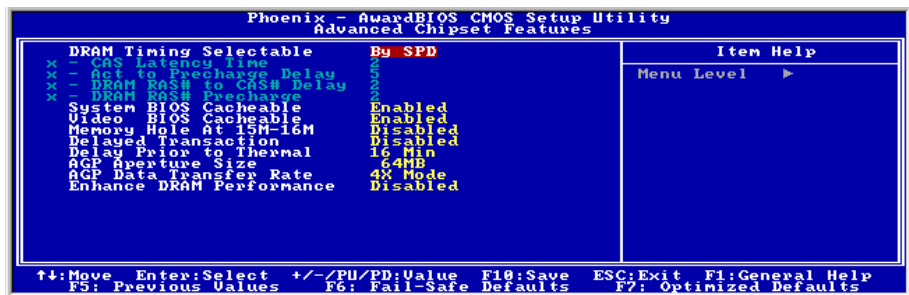 Phoenix - AwardBIOS CMOS Setup Utility
Advanced Chipset Features
DRAM Timing Selectable By SPD
x - CAS Latency Time 2
x - Act to Precharge Delay 5
x - DRAM RAS# to CAS# Delay 2
x - DRAM RAS# Precharge 2
System BIOS Cacheable Enabled
Video BIOS Cacheable Enabled
Memory Hole At 15M-16M Disabled
Delayed Transaction Disabled
Delay Prior to Thermal 16 Min
AGP Aperture Size 64MB
AGP Data Transfer Rate 4X Mode
Enhance DRAM Performance Disabled
Item Help
Menu Level ►
↑↓:Move Enter:Select +/-/PU/PD:Value F10:Save ESC:Exit F1:General Help
F5: Previous Values F6: Fail-Safe Defaults F7: Optimized Defaults